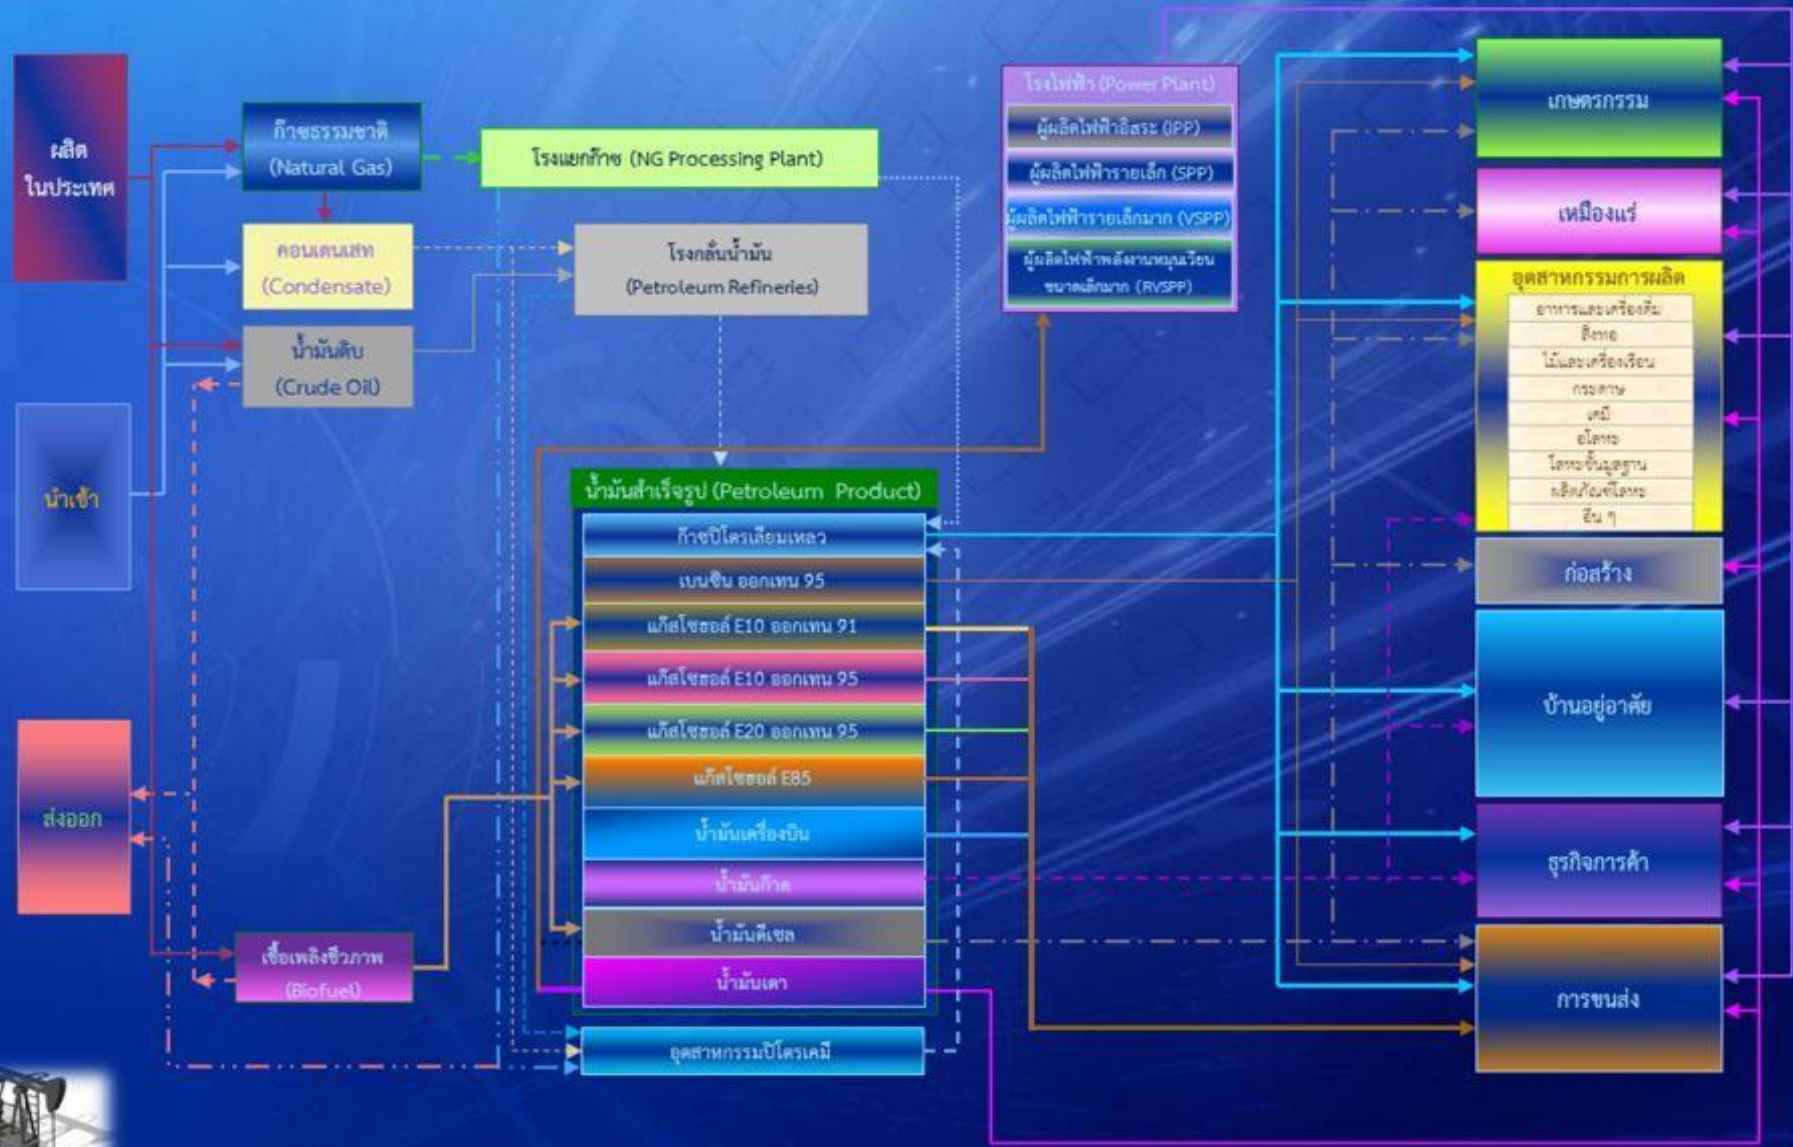 ผลิต
ในประเทศ
นำเข้า
ส่งออก
ก๊าซธรรมชาติ
(Natural Gas)
คอนเดนเสท
(Condensate)
น้ำมันดิบ
(Crude Oil)
เชื้อเพลิงชีวภาพ
(Biofuel)
โรงแยกก๊าซ (NG Processing Plant)
โรงกลั่นน้ำมัน
(Petroleum Refineries)
น้ำมันสำเร็จรูป (Petroleum Product)
ก๊าซปิโตรเลียมเหลว
เบนซิน ออกเทน 95
แก๊สโซฮอล์ E10 ออกเทน 91
แก๊สโซฮอล์ E10 ออกเทน 95
แก๊สโซฮอล์ E20 ออกเทน 95
แก๊สโซฮอล์ E85
น้ำมันเครื่องบิน
น้ำมันก๊าด
น้ำมันดีเซล
น้ำมันเตา
อุตสาหกรรมปิโตรเคมี
โรงไฟฟ้า (Power Plant)
ผู้ผลิตไฟฟ้าอิสระ (IPP)
ผู้ผลิตไฟฟ้ารายเล็ก (SPP)
ผู้ผลิตไฟฟ้ารายเล็กมาก (VSPP)
ผู้ผลิตไฟฟ้าพลังงานหมุนเวียน
ขนาดเล็กมาก (RVSPP)
เกษตรกรรม
เหมืองแร่
อุตสาหกรรมการผลิต
อาหารและเครื่องดื่ม
สิ่งทอ
ไม้และเครื่องเรือน
กระดาษ
เคมี
อโลหะ
โลหะขั้นมูลฐาน
ผลิตภัณฑ์โลหะ
อื่น ๆ
ก่อสร้าง
บ้านอยู่อาศัย
ธุรกิจการค้า
การขนส่ง